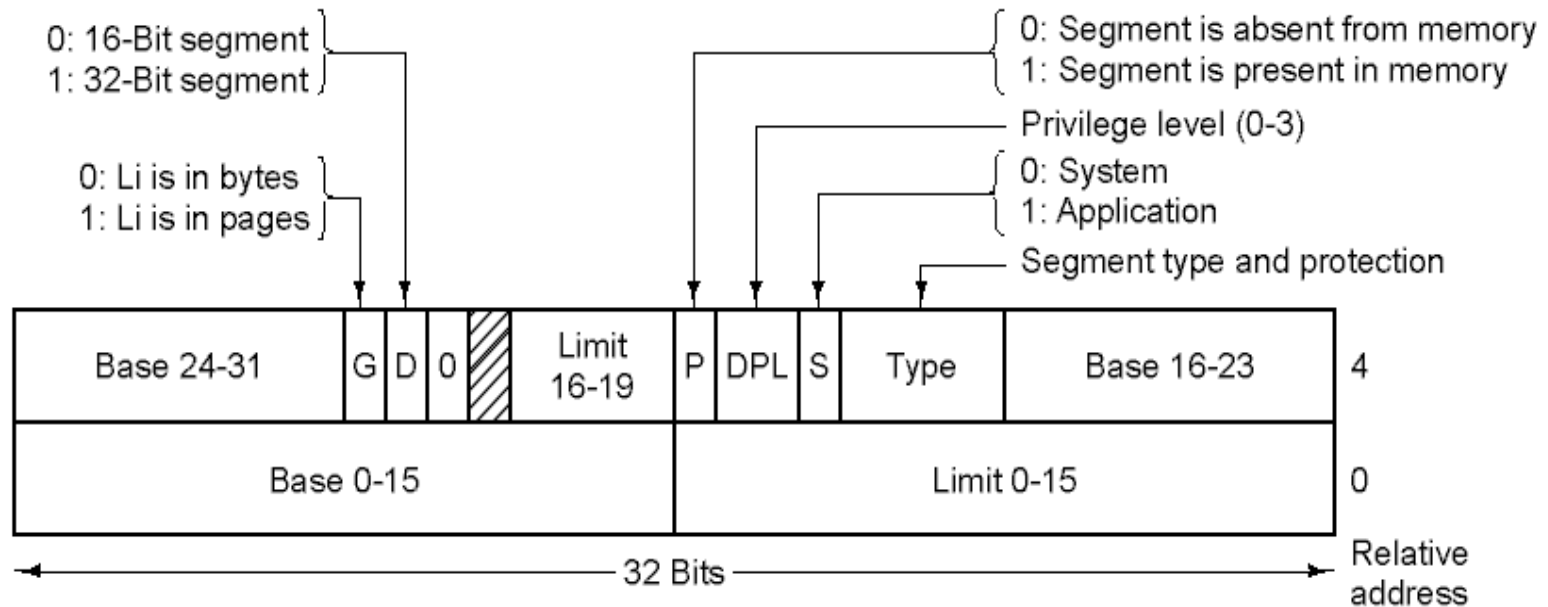 0: 16-Bit segment
1: 32-Bit segment
0: Li is in bytes
1: Li is in pages
0: Segment is absent from memory
1: Segment is present in memory
Privilege level (0-3)
0: System
1: Application
Segment type and protection
Base 24-31 G D 0 Limit 16-19 P DPL S Type Base 16-23 4
Base 0-15 Limit 0-15 0
32 Bits
Relative
address